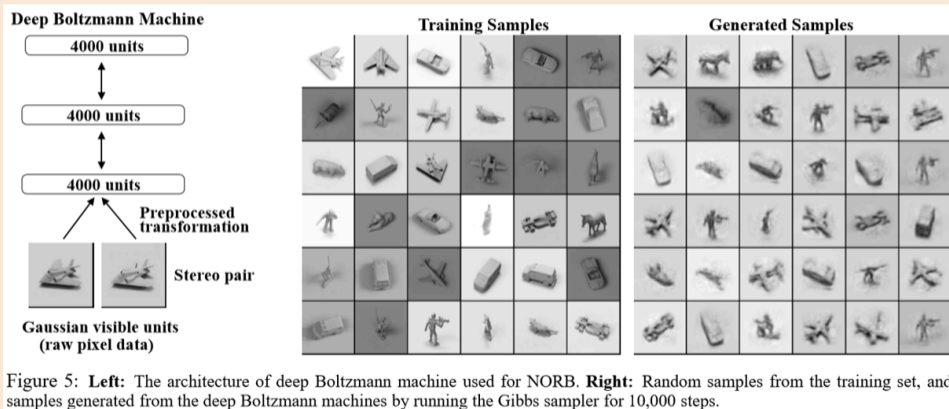 Deep Boltzmann Machine
4000 units
4000 units
4000 units
Preprocessed
transformation
Stereo pair
Gaussian visible units
(raw pixel data)
Training Samples
Generated Samples
Figure 5: Left: The architecture of deep Boltzmann machine used for NORB. Right: Random samples from the training set, and
samples generated from the deep Boltzmann machines by running the Gibbs sampler for 10,000 steps.